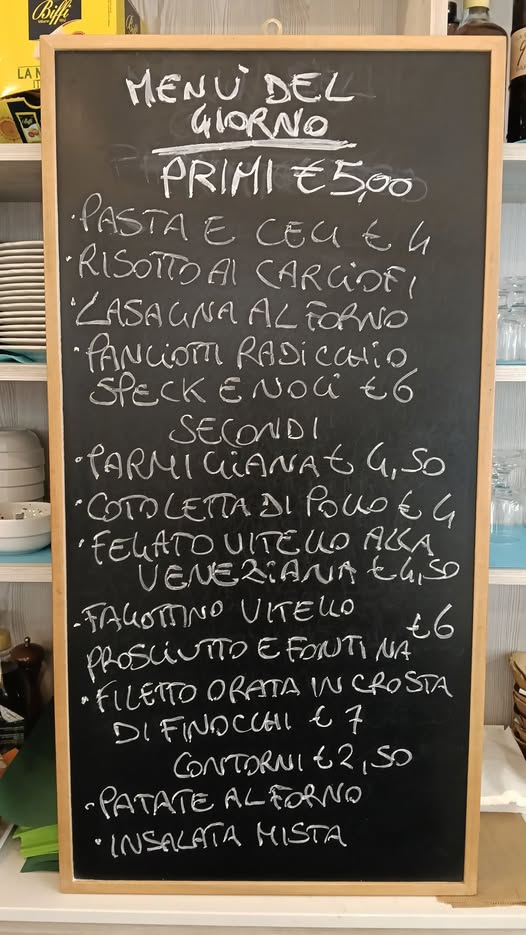 Biffi
LA N
MENÙ DEL
GIORNO
PRIMI € 5,00
·PASTA E CECI € 4
·RISOTTO AI CARCIOFI
·LASAGNA AL FORNO
·PANCIOTTI RADICCHIO
SPECK E NOCI € 6
SECONDI
·PARMIGIANA € 4,50
·COTOLETTA DI POLLO € 4
·FEGATO VITELLO ALLA
VENEZIANA € 4,50
-FAGOTTINO VITELLO
€ 6
PROSCIUTTO E FONTINA
·FILETTO ORATA IN CROSTA
DI FINOCCHI € 7
CONTORNI € 2,50
-PATATE AL FORNO
·INSALATA MISTA